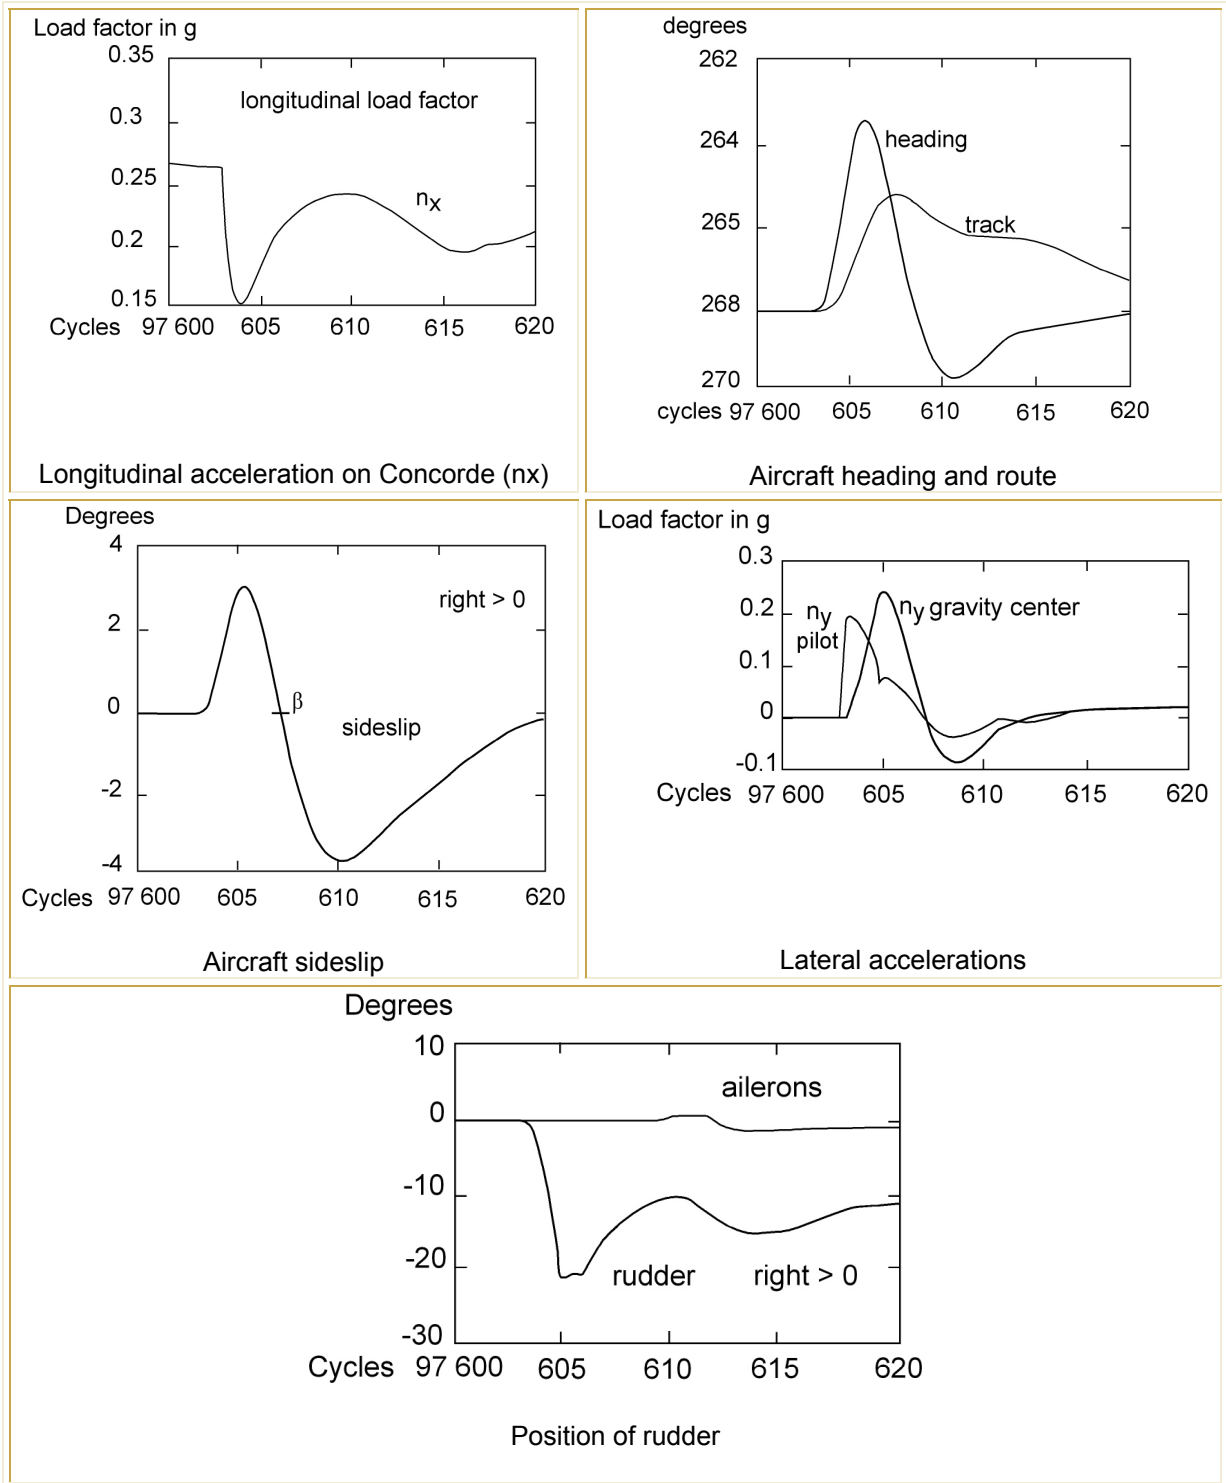 Load factor in g
0.35
longitudinal load factor
0.3
0.25
nx
0.2
0.15
Cycles 97 600 605 610 615 620
Longitudinal acceleration on Concorde (nx)
degrees
262
264
heading
265
track
268
270
cycles 97 600 605 610 615 620
Aircraft heading and route
Degrees
4
right > 0
2
0
β
sideslip
-2
-4
Cycles 97 600 605 610 615 620
Aircraft sideslip
Load factor in g
0.3
0.2
ny
pilot
ny gravity center
0.1
0
-0.1
Cycles 97 600 605 610 615 620
Lateral accelerations
Degrees
10
ailerons
0
-10
-20
rudder
right > 0
-30
Cycles 97 600 605 610 615 620
Position of rudder